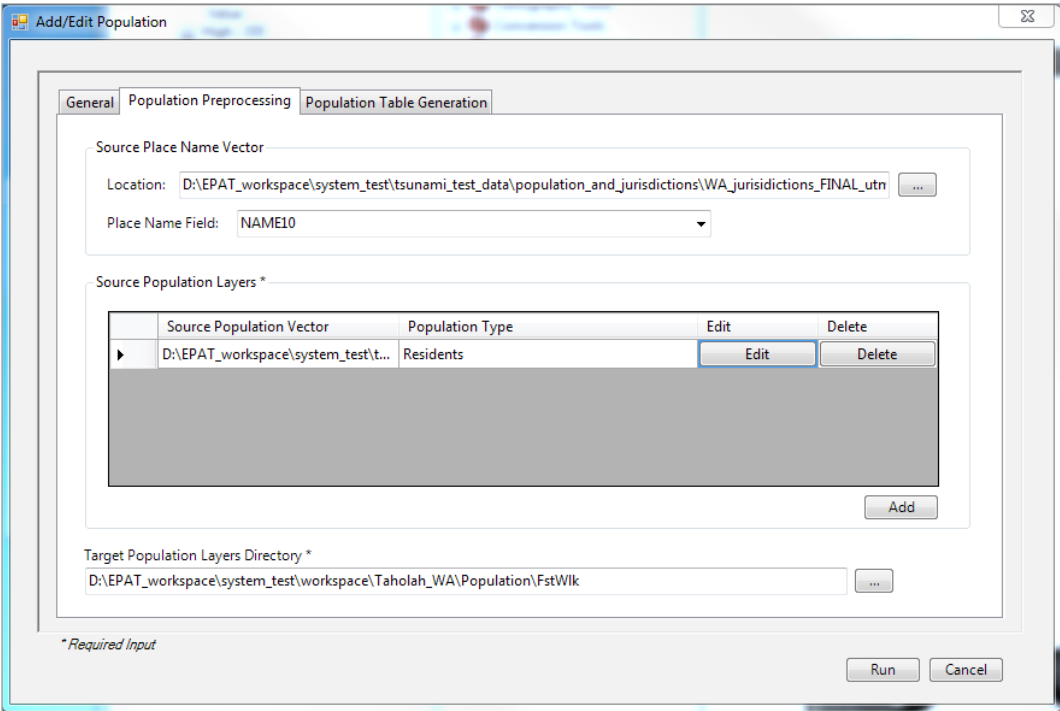 Add/Edit Population
General Population Preprocessing Population Table Generation
Source Place Name Vector
Location: D:\EPAT_workspace\system_test\tsunami_test_data\population_and_jurisdictions\WA_jurisidictions_FINAL_utm ...
Place Name Field: NAME10
Source Population Layers *
Source Population Vector Population Type Edit Delete
D:\EPAT_workspace\system_test\t... Residents Edit Delete
Add
Target Population Layers Directory *
D:\EPAT_workspace\system_test\workspace\Taholah_WA\Population\FstWlk ...
* Required Input
Run Cancel